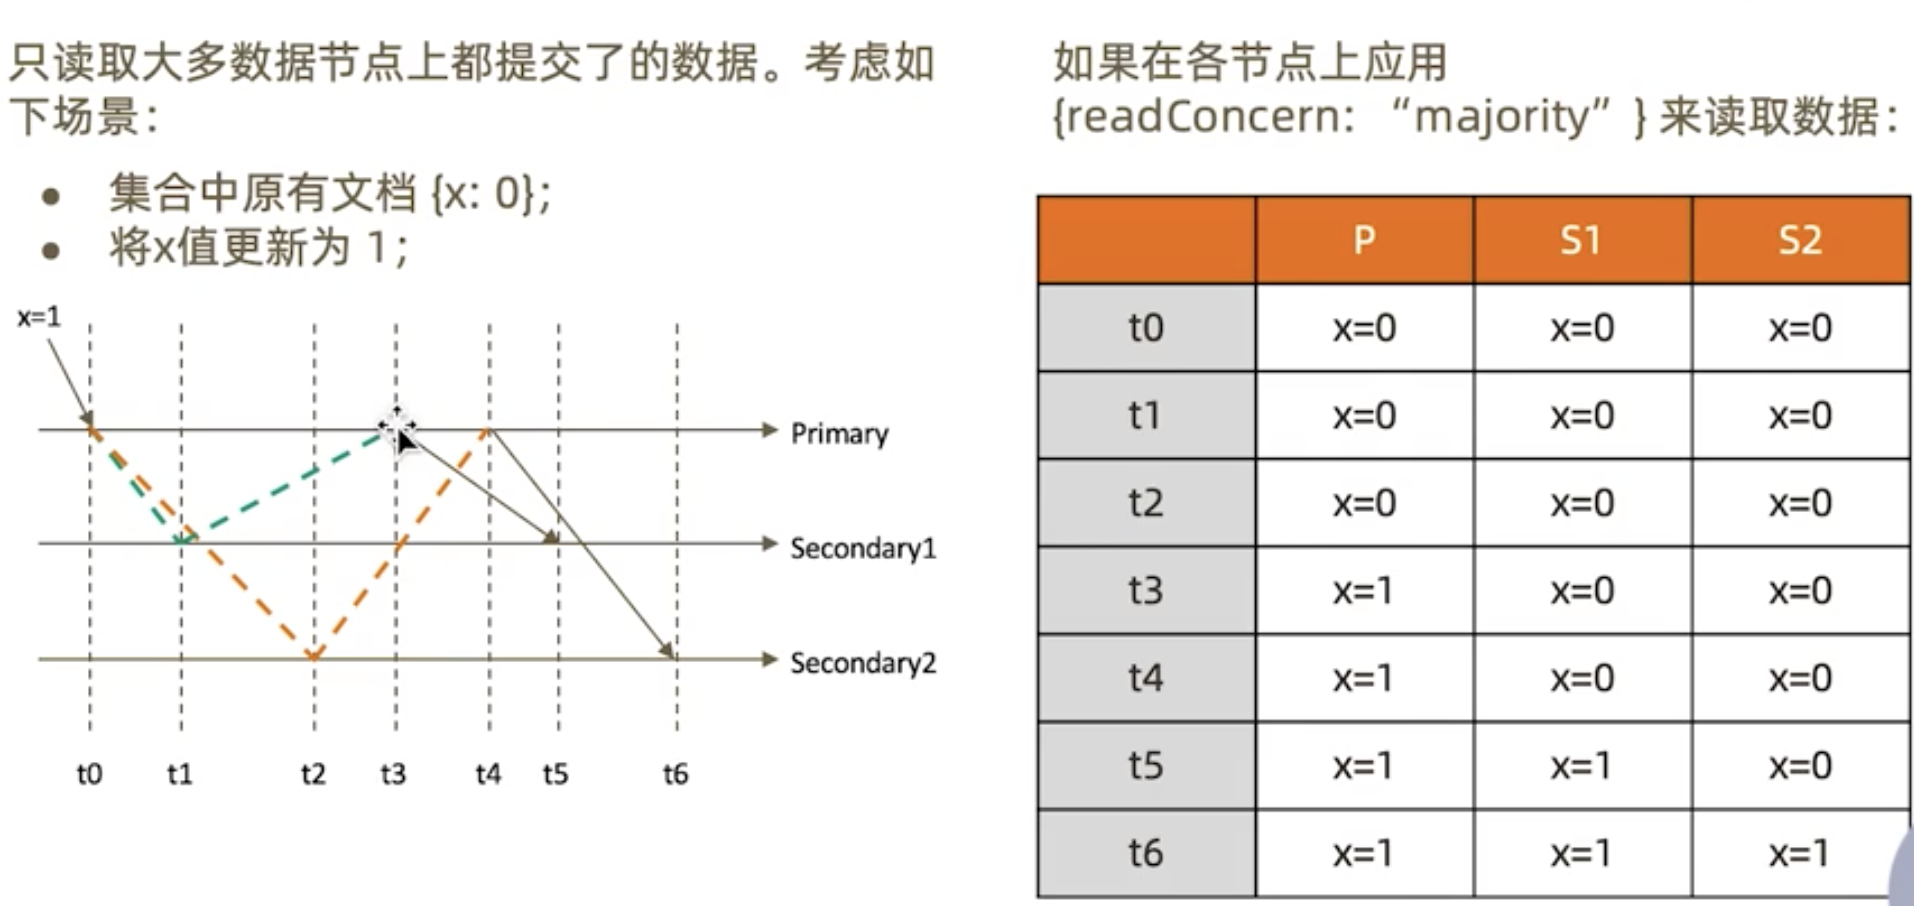 只读取大多数据节点上都提交了的数据。考虑如
下场景：
● 集合中原有文档 {x: 0};
● 将x值更新为 1;
x=1
Primary
Secondary1
Secondary2
t0 t1 t2 t3 t4 t5 t6
如果在各节点上应用
{readConcern: “majority” } 来读取数据：
P S1 S2
t0 x=0 x=0 x=0
t1 x=0 x=0 x=0
t2 x=0 x=0 x=0
t3 x=1 x=0 x=0
t4 x=1 x=0 x=0
t5 x=1 x=1 x=0
t6 x=1 x=1 x=1